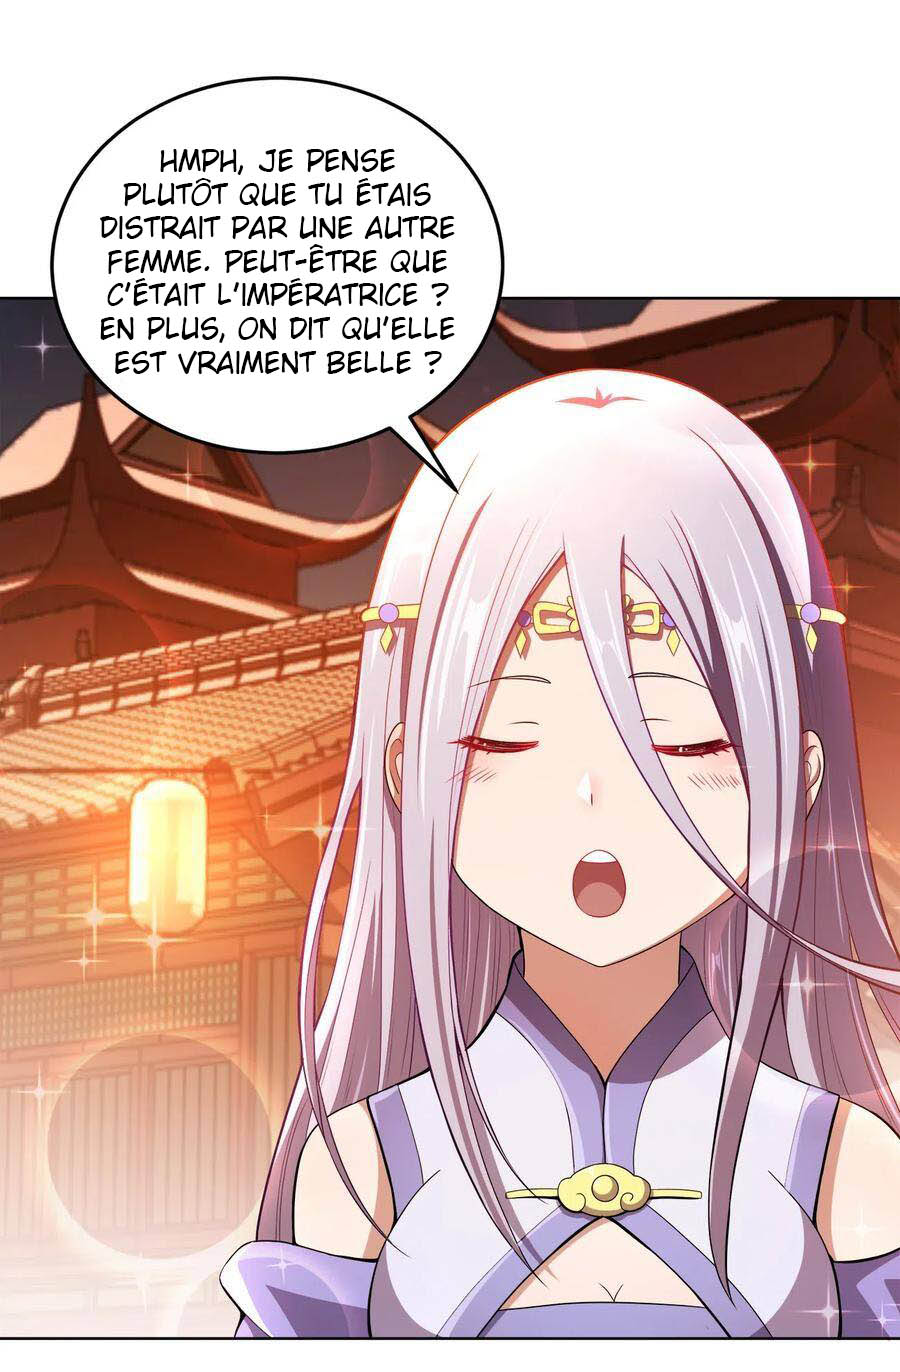 HMPH, JE PENSE
PLUTÔT QUE TU ÉTAIS
DISTRAIT PAR UNE AUTRE
FEMME. PEUT-ÊTRE QUE
C'ÉTAIT L'IMPÉRATRICE ?
EN PLUS, ON DIT QU'ELLE
EST VRAIMENT BELLE ?